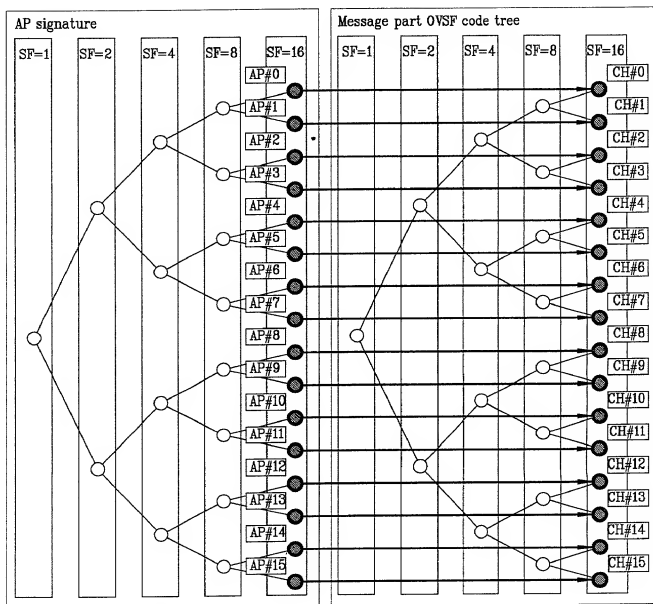 AP signature
SF=1 SF=2 SF=4 SF=8 SF=16
AP#0
AP#1
AP#2
AP#3
AP#4
AP#5
AP#6
AP#7
AP#8
AP#9
AP#10
AP#11
AP#12
AP#13
AP#14
AP#15
Message part OVSF code tree
SF=1 SF=2 SF=4 SF=8 SF=16
CH#0
CH#1
CH#2
CH#3
CH#4
CH#5
CH#6
CH#7
CH#8
CH#9
CH#10
CH#11
CH#12
CH#13
CH#14
CH#15